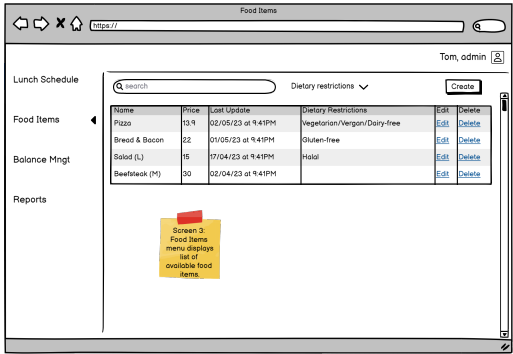 Food Items
https://
Tom, admin
Lunch Schedule
Food Items
Balance Mngt
Reports
search
Dietary restrictions
Create
Name Price Last Update Dietary Restrictions Edit Delete
Pizza 13.9 02/05/23 at 9:41PM Vegetarian/Vergan/Dairy-free Edit Delete
Bread & Bacon 22 01/05/23 at 9:41PM Gluten-free Edit Delete
Salad (L) 15 17/04/23 at 9:41PM Halal Edit Delete
Beefsteak (M) 30 02/04/23 at 9:41PM Edit Delete
Screen 3:
Food Items
menu displays
list of
available food
items.